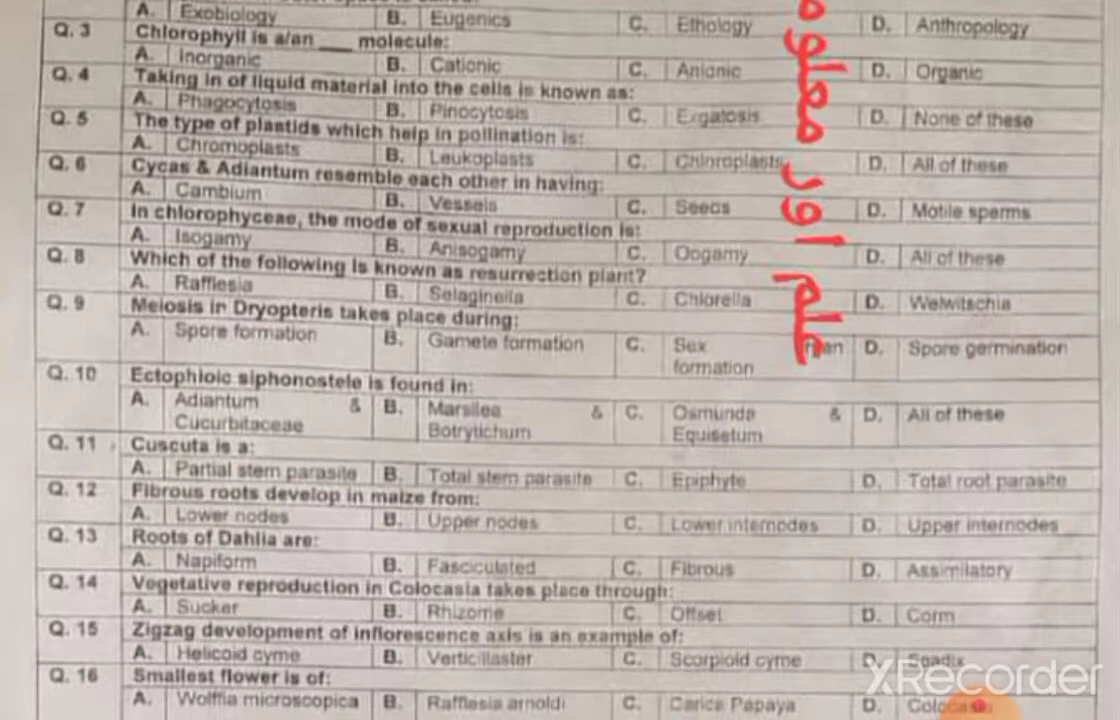 A. Exobiology B. Eugenics C. Ethology D. Anthropology
Q. 3 Chlorophyll is a/an ___ molecule:
A. Inorganic B. Cationic C. Anionic D. Organic
Q. 4 Taking in of liquid material into the cells is known as:
A. Phagocytosis B. Pinocytosis C. Exgatosis D. None of these
Q. 5 The type of plastids which help in pollination is:
A. Chromoplasts B. Leukoplasts C. Chloroplasts D. All of these
Q. 6 Cycas & Adiantum resemble each other in having:
A. Cambium B. Vessels C. Seeds D. Motile sperms
Q. 7 In chlorophyceae, the mode of sexual reproduction is:
A. Isogamy B. Anisogamy C. Oogamy D. All of these
Q. 8 Which of the following is known as resurrection plant?
A. Rafflesia B. Selaginella C. Chlorella D. Welwitschia
Q. 9 Meiosis in Dryopteris takes place during:
A. Spore formation B. Gamete formation C. Sex D. Spore germination
formation
Q. 10 Ectophloic siphonostele is found in:
A. Adiantum & B. Marsilea & C. Osmunda & D. All of these
Cucurbitaceae Botrytichum Equisetum
Q. 11 Cuscuta is a:
A. Partial stem parasite B. Total stem parasite C. Epiphyte D. Total root parasite
Q. 12 Fibrous roots develop in maize from:
A. Lower nodes B. Upper nodes C. Lower internodes D. Upper internodes
Q. 13 Roots of Dahlia are:
A. Napiform B. Fasciculated C. Fibrous D. Assimilatory
Q. 14 Vegetative reproduction in Colocasia takes place through:
A. Sucker B. Rhizome C. Offset D. Corm
Q. 15 Zigzag development of inflorescence axis is an example of:
A. Helicoid cyme B. Verticillaster C. Scorpioid cyme D. Spadix
Q. 16 Smallest flower is of:
A. Wolffia microscopica B. Rafflesia arnoldi C. Carica Papaya D. Colocasia
علم اور
XRecorder